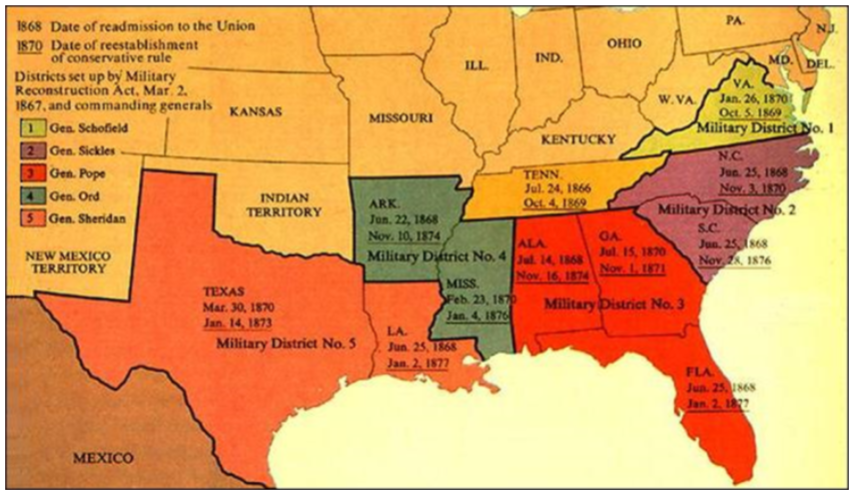 1868 Date of readmission to the Union
1870 Date of reestablishment
of conservative rule
Districts set up by Military
Reconstruction Act, Mar. 2,
1867, and commanding generals
1 Gen. Schofield
2 Gen. Sickles
3 Gen. Pope
4 Gen. Ord
5 Gen. Sheridan
PA.
N.J.
OHIO
ILL.
IND.
MD.
DEL.
W. VA.
VA.
Jan. 26, 1870
Oct. 5, 1869
Military District No. 1
KANSAS
MISSOURI
KENTUCKY
N.C.
Jun. 25, 1868
Nov. 3, 1870
TENN.
Jul. 24, 1866
Oct. 4, 1869
Military District No. 2
S.C.
Jun. 25, 1868
Nov. 28, 1876
INDIAN
TERRITORY
ARK.
Jun. 22, 1868
Nov. 10, 1874
Military District No. 4
NEW MEXICO
TERRITORY
MISS.
Feb. 23, 1870
Jan. 4, 1876
ALA.
Jul. 14, 1868
Nov. 16, 1874
GA.
Jul. 15, 1870
Nov. 1, 1871
Military District No. 3
TEXAS
Mar. 30, 1870
Jan. 14, 1873
Military District No. 5
LA.
Jun. 25, 1868
Jan. 2, 1877
FLA.
Jun. 25, 1868
Jan. 2, 1877
MEXICO